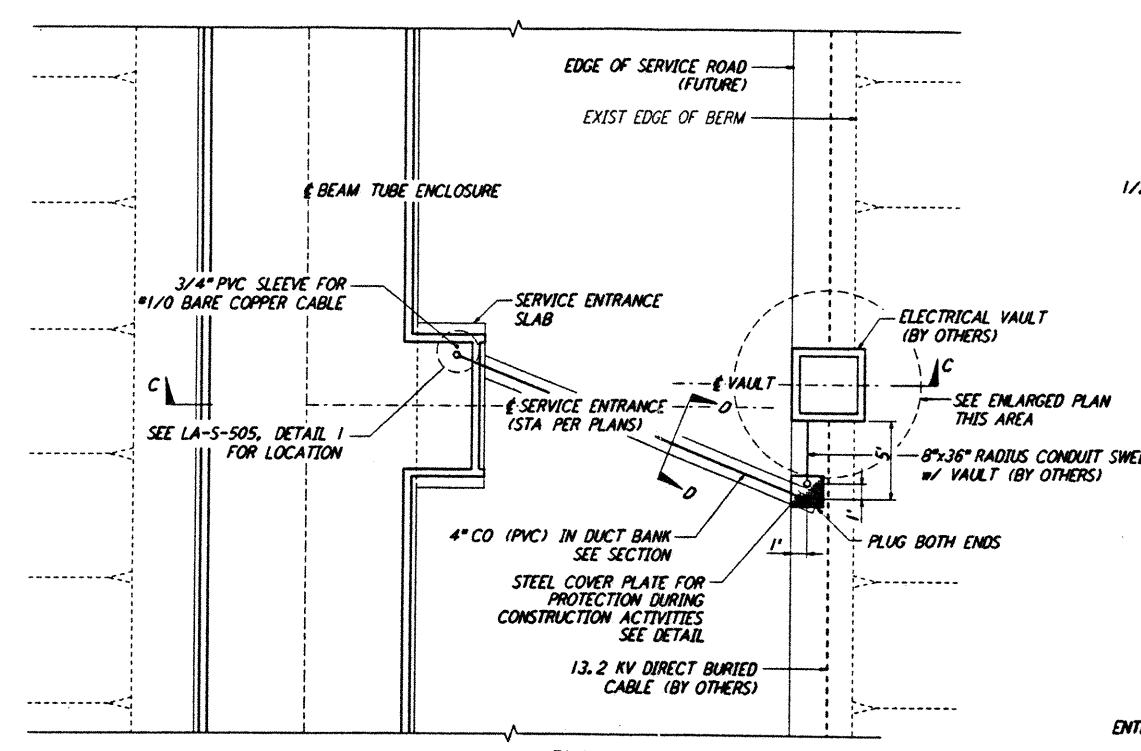 EDGE OF SERVICE ROAD
(FUTURE)
EXIST EDGE OF BERM
1/
℄ BEAM TUBE ENCLOSURE
3/4" PVC SLEEVE FOR
#1/0 BARE COPPER CABLE
SERVICE ENTRANCE
SLAB
ELECTRICAL VAULT
(BY OTHERS)
C
C
℄ VAULT
℄ SERVICE ENTRANCE
(STA PER PLANS)
D
SEE ENLARGED PLAN
THIS AREA
SEE LA-S-505, DETAIL 1
FOR LOCATION
5'
8"x36" RADIUS CONDUIT SWE
w/ VAULT (BY OTHERS)
D
1'
4" CO (PVC) IN DUCT BANK
SEE SECTION
1'
PLUG BOTH ENDS
STEEL COVER PLATE FOR
PROTECTION DURING
CONSTRUCTION ACTIVITIES
SEE DETAIL
13.2 KV DIRECT BURIED
CABLE (BY OTHERS)
ENT